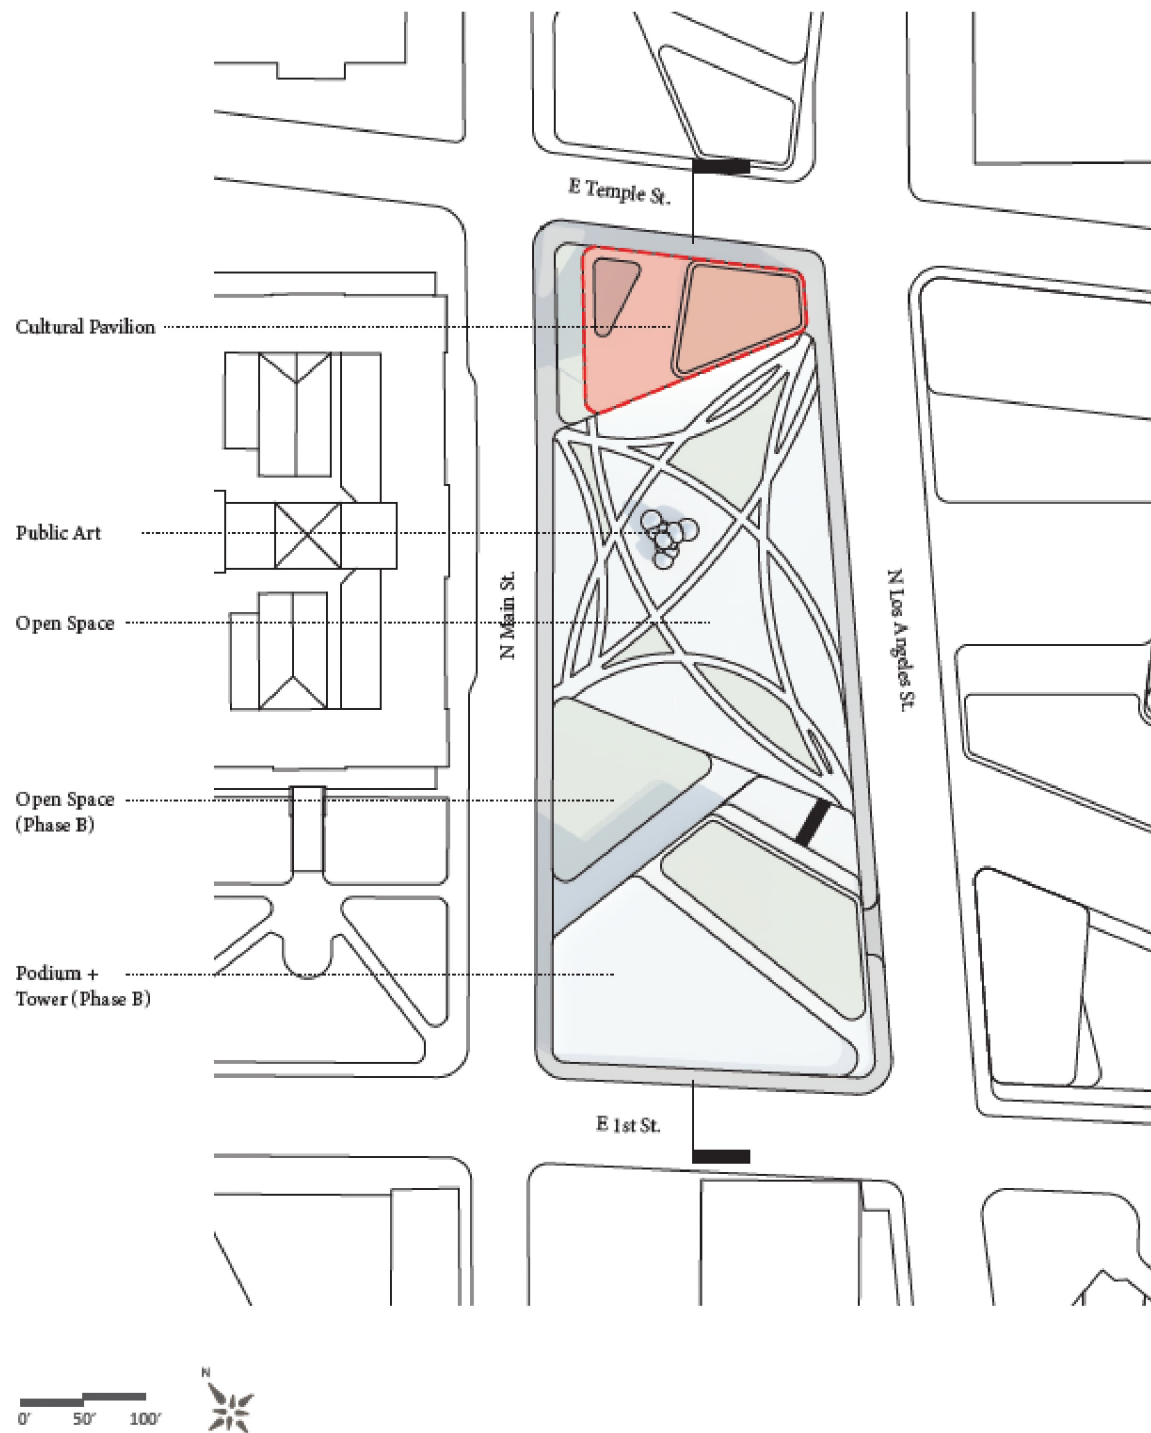 E Temple St.
Cultural Pavilion
Public Art
Open Space
N Main St.
N Los Angeles St.
Open Space
(Phase B)
Podium +
Tower (Phase B)
E 1st St.
N
0' 50' 100'